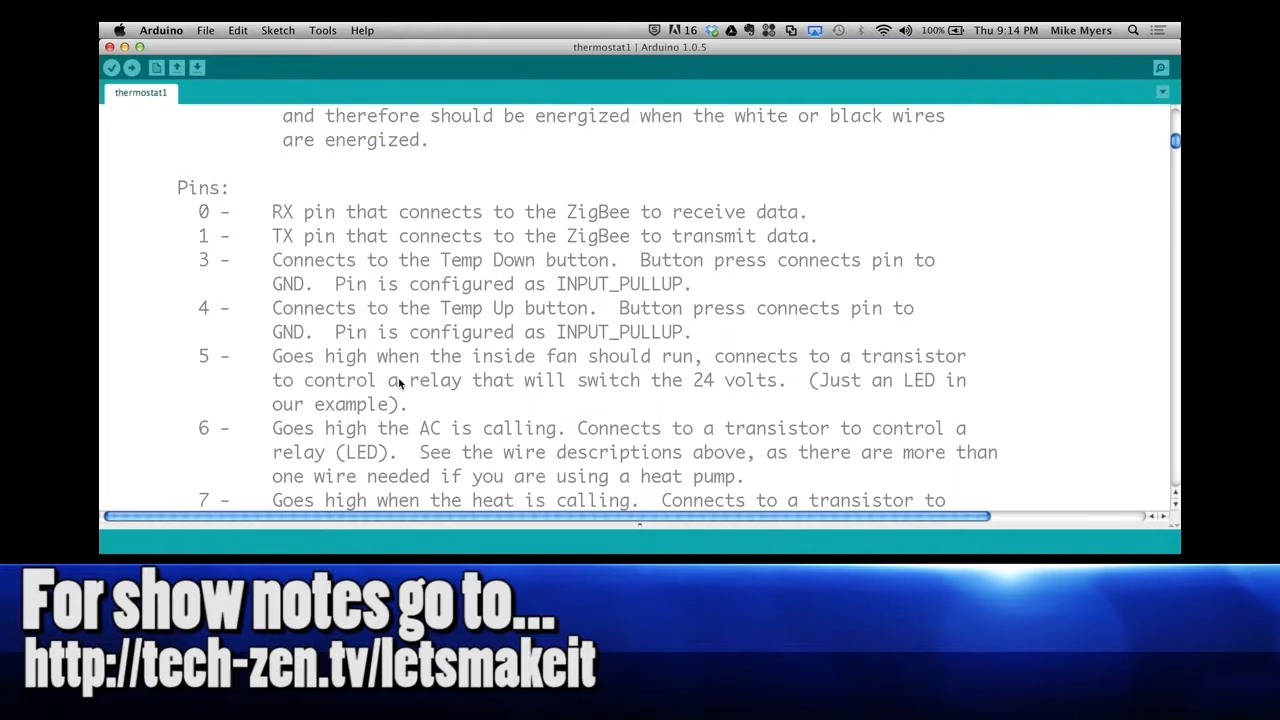 Arduino File Edit Sketch Tools Help 16 100% Thu 9:14 PM Mike Myers
thermostat1 | Arduino 1.0.5
thermostat1
and therefore should be energized when the white or black wires
are energized.
Pins:
0 - RX pin that connects to the ZigBee to receive data.
1 - TX pin that connects to the ZigBee to transmit data.
3 - Connects to the Temp Down button. Button press connects pin to
GND. Pin is configured as INPUT_PULLUP.
4 - Connects to the Temp Up button. Button press connects pin to
GND. Pin is configured as INPUT_PULLUP.
5 - Goes high when the inside fan should run, connects to a transistor
to control a relay that will switch the 24 volts. (Just an LED in
our example).
6 - Goes high the AC is calling. Connects to a transistor to control a
relay (LED). See the wire descriptions above, as there are more than
one wire needed if you are using a heat pump.
7 - Goes high when the heat is calling. Connects to a transistor to
For show notes go to...
http://tech-zen.tv/letsmakeit